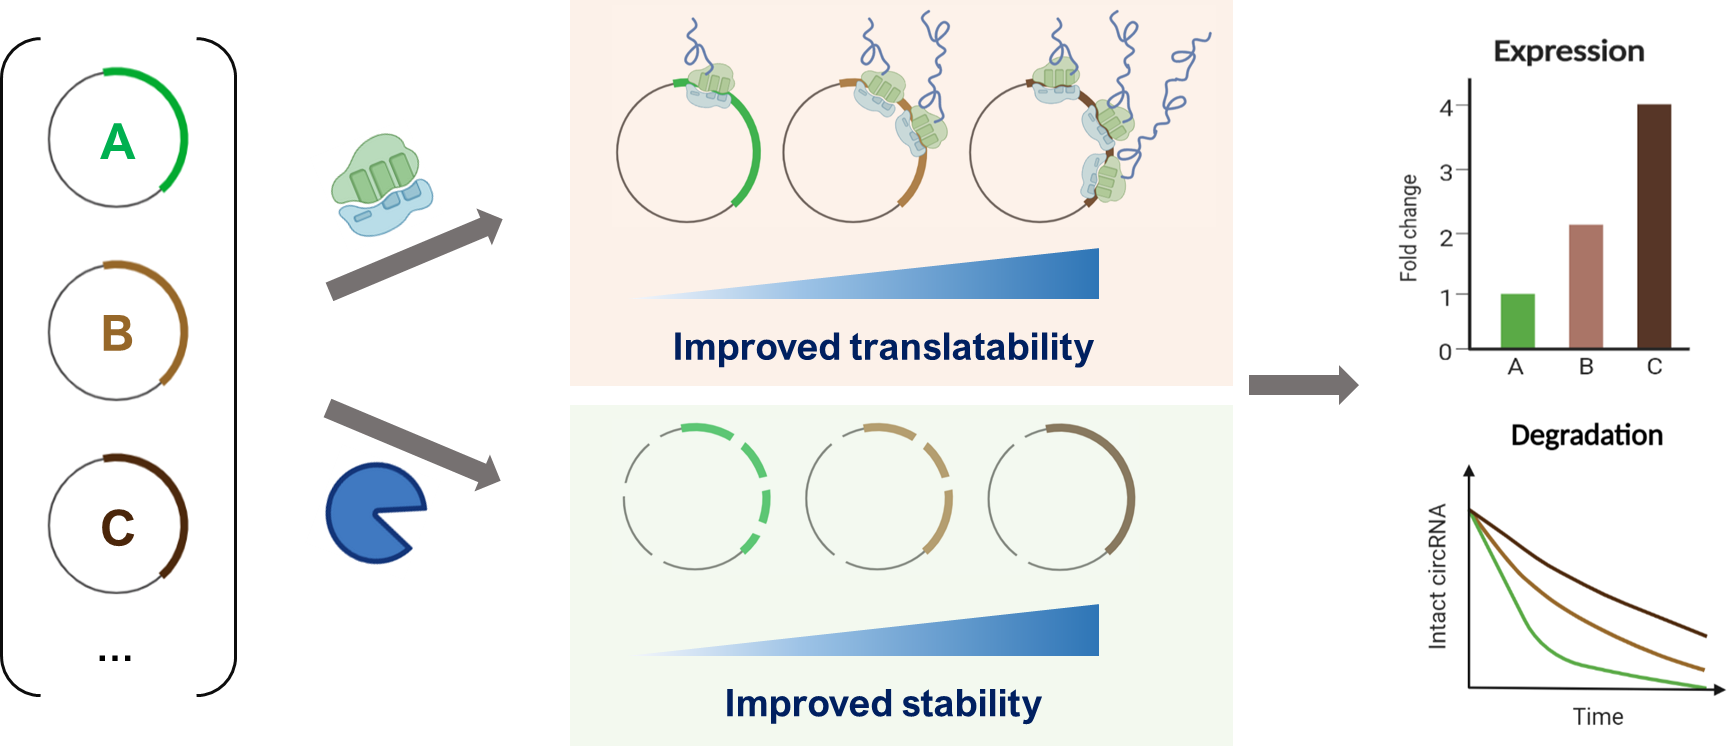 A
B
C
...
Improved translatability
Improved stability
Expression
Fold change
4
3
2
1
0
A B C
Degradation
Intact circRNA
Time